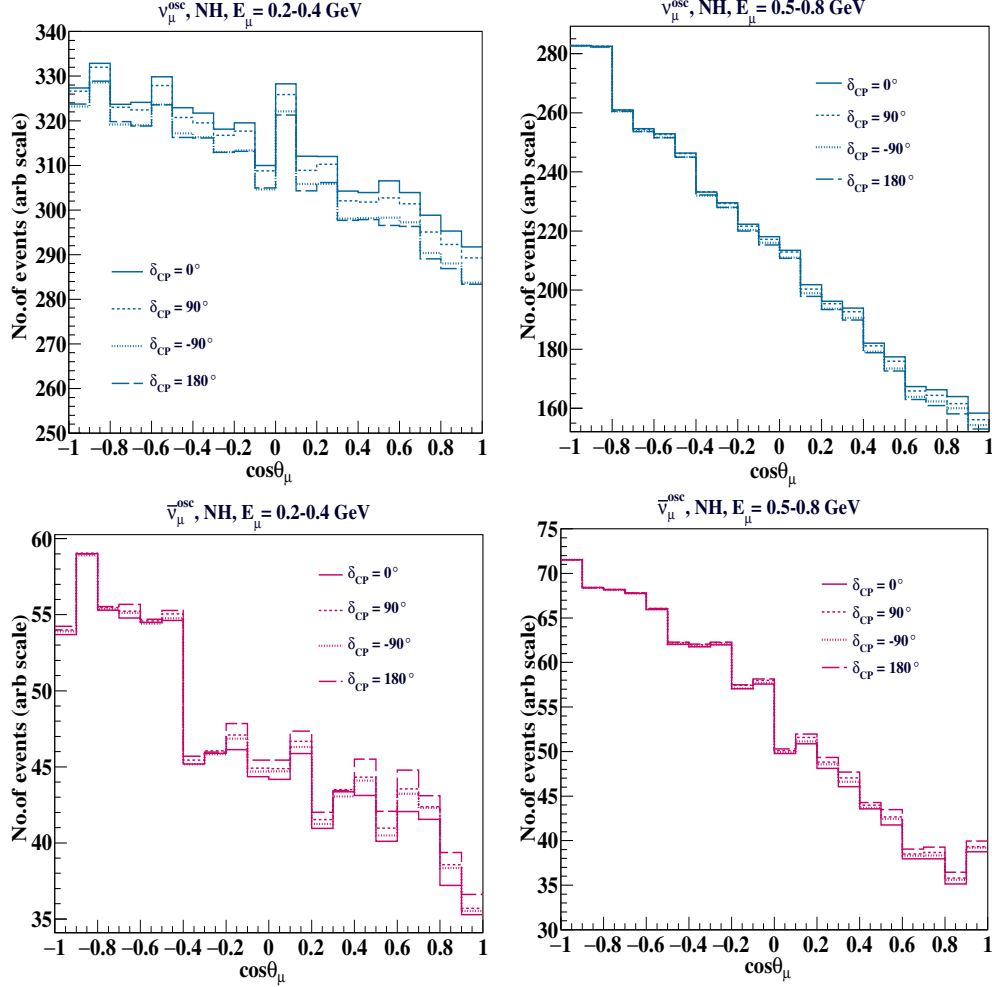 ν_μ^osc, NH, E_μ = 0.2-0.4 GeV
No.of events (arb scale)
340
330
320
310
300
290
280
270
260
250
δ_CP = 0°
δ_CP = 90°
δ_CP = -90°
δ_CP = 180°
−1 −0.8 −0.6 −0.4 −0.2 0 0.2 0.4 0.6 0.8 1
cosθ_μ
ν_μ^osc, NH, E_μ = 0.5-0.8 GeV
No.of events (arb scale)
280
260
240
220
200
180
160
δ_CP = 0°
δ_CP = 90°
δ_CP = -90°
δ_CP = 180°
−1 −0.8 −0.6 −0.4 −0.2 0 0.2 0.4 0.6 0.8 1
cosθ_μ
ν̅_μ^osc, NH, E_μ = 0.2-0.4 GeV
No.of events (arb scale)
60
55
50
45
40
35
δ_CP = 0°
δ_CP = 90°
δ_CP = -90°
δ_CP = 180°
−1 −0.8 −0.6 −0.4 −0.2 0 0.2 0.4 0.6 0.8 1
cosθ_μ
ν̅_μ^osc, NH, E_μ = 0.5-0.8 GeV
No.of events (arb scale)
75
70
65
60
55
50
45
40
35
30
δ_CP = 0°
δ_CP = 90°
δ_CP = -90°
δ_CP = 180°
−1 −0.8 −0.6 −0.4 −0.2 0 0.2 0.4 0.6 0.8 1
cosθ_μ